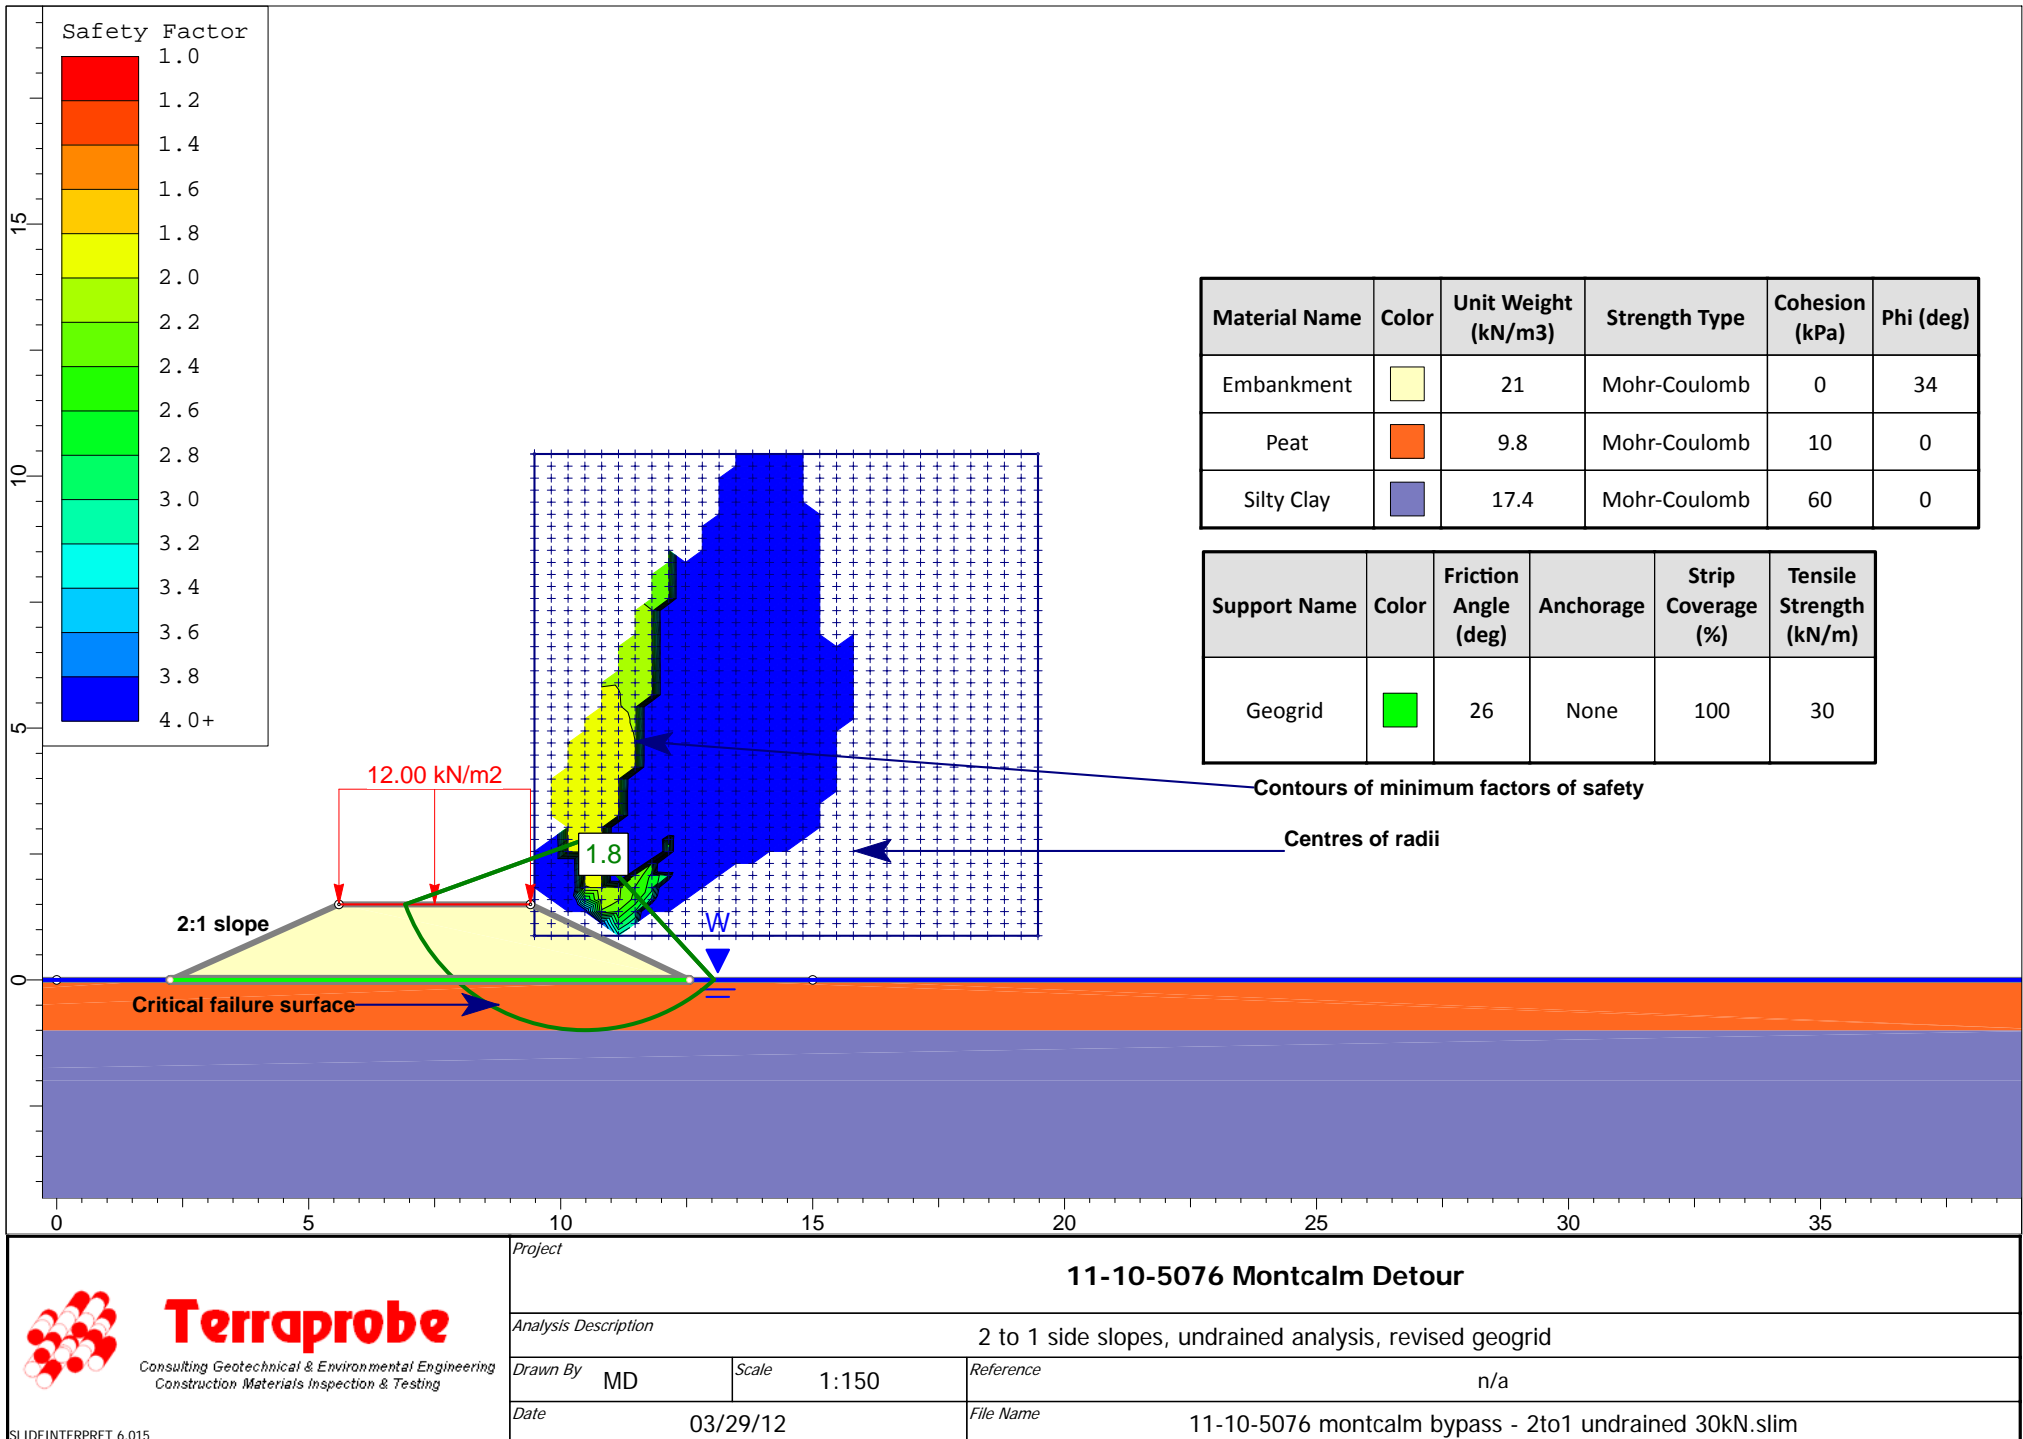 Safety Factor
1.0
1.2
1.4
1.6
1.8
2.0
2.2
2.4
2.6
2.8
3.0
3.2
3.4
3.6
3.8
4.0+
15
10
5
0
Material Name Color Unit Weight (kN/m3) Strength Type Cohesion (kPa) Phi (deg)
Embankment 21 Mohr-Coulomb 0 34
Peat 9.8 Mohr-Coulomb 10 0
Silty Clay 17.4 Mohr-Coulomb 60 0
Support Name Color Friction Angle (deg) Anchorage Strip Coverage (%) Tensile Strength (kN/m)
Geogrid 26 None 100 30
12.00 kN/m2
Contours of minimum factors of safety
Centres of radii
1.8
2:1 slope
W
Critical failure surface
0 5 10 15 20 25 30 35
Terraprobe
Consulting Geotechnical & Environmental Engineering
Construction Materials Inspection & Testing
SLIDEINTERPRET 6.015
Project
11-10-5076 Montcalm Detour
Analysis Description
2 to 1 side slopes, undrained analysis, revised geogrid
Drawn By MD Scale 1:150 Reference n/a
Date 03/29/12 File Name 11-10-5076 montcalm bypass - 2to1 undrained 30kN.slim